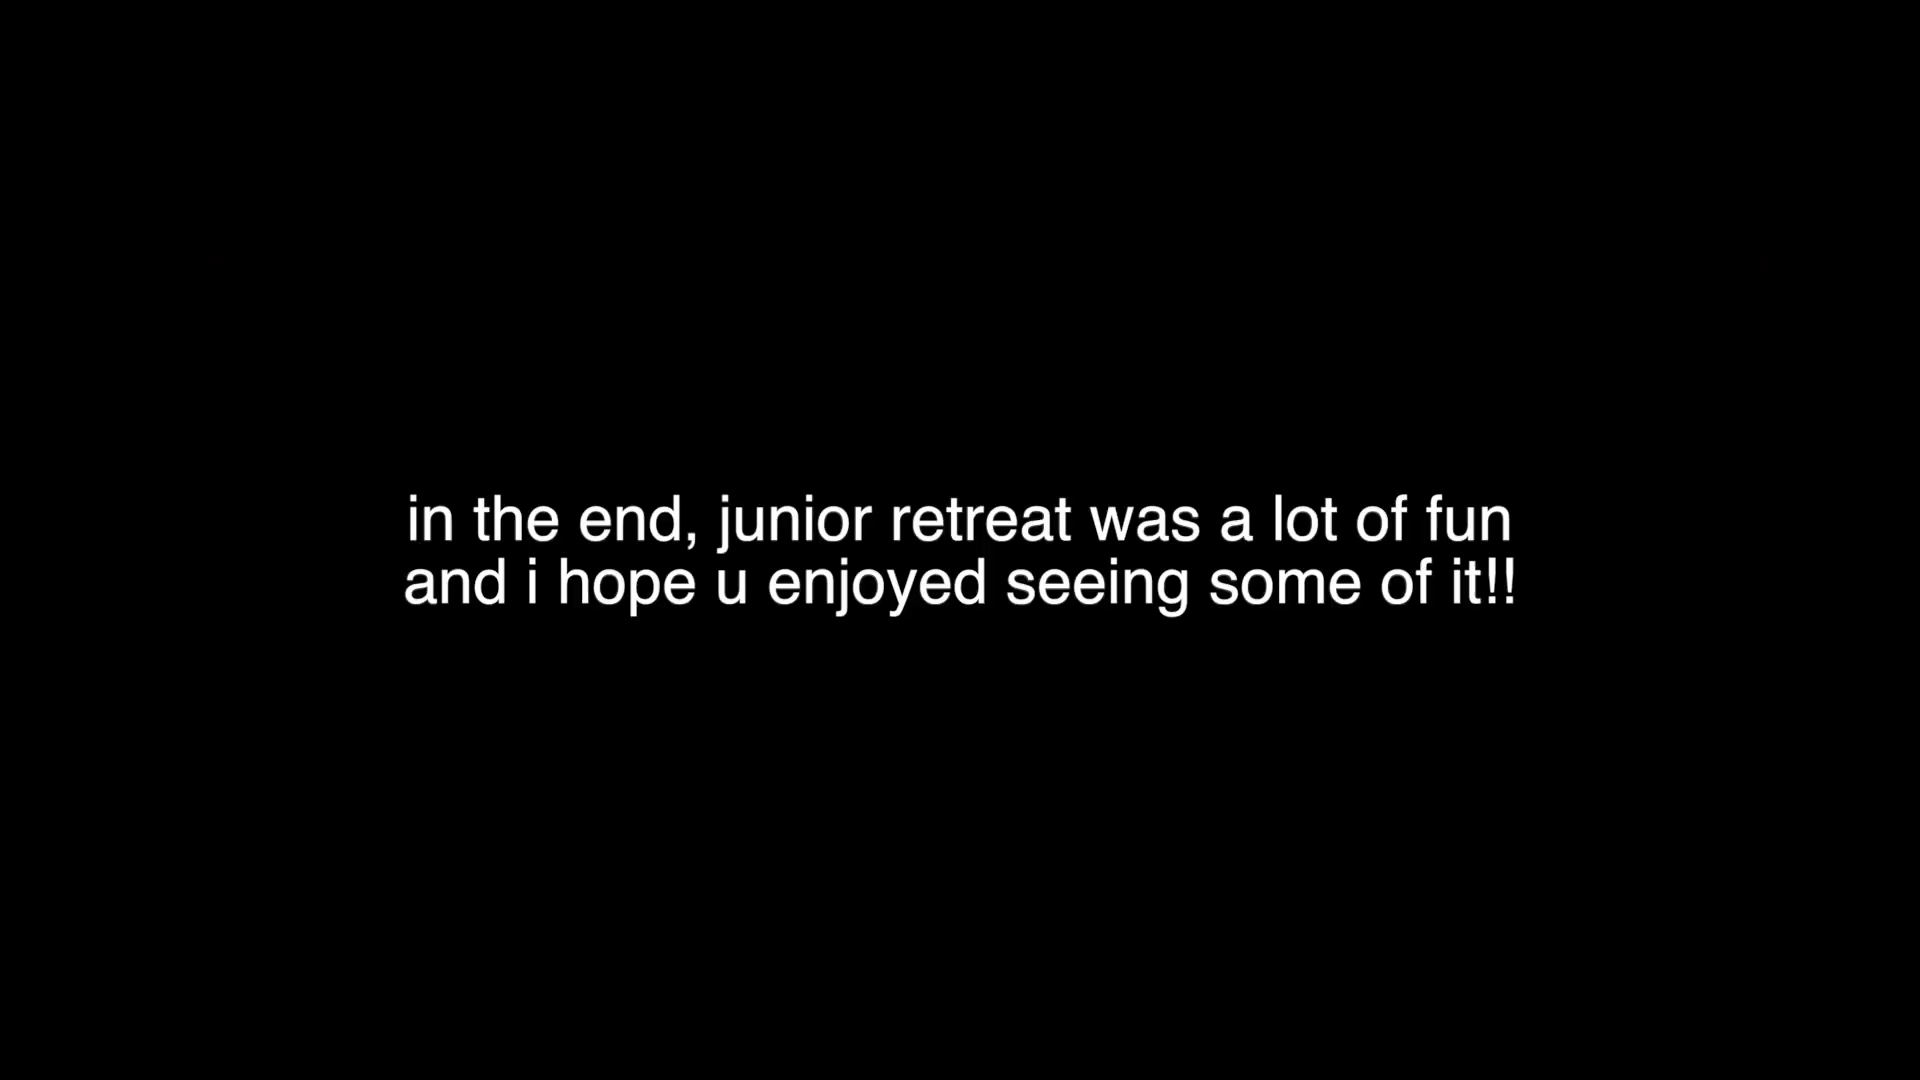 in the end, junior retreat was a lot of fun
and i hope u enjoyed seeing some of it!!